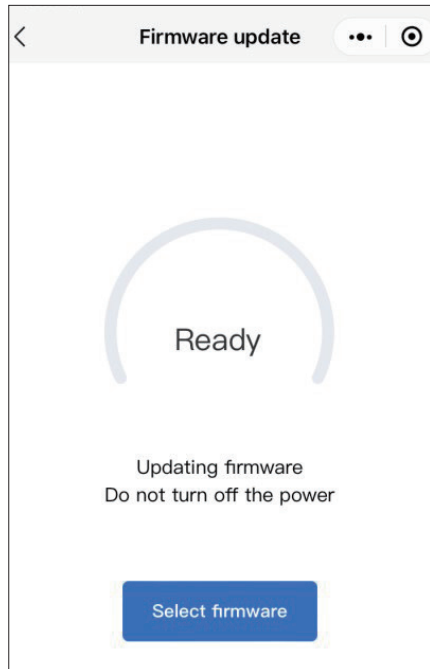 Firmware update
Ready
Updating firmware
Do not turn off the power
Select firmware